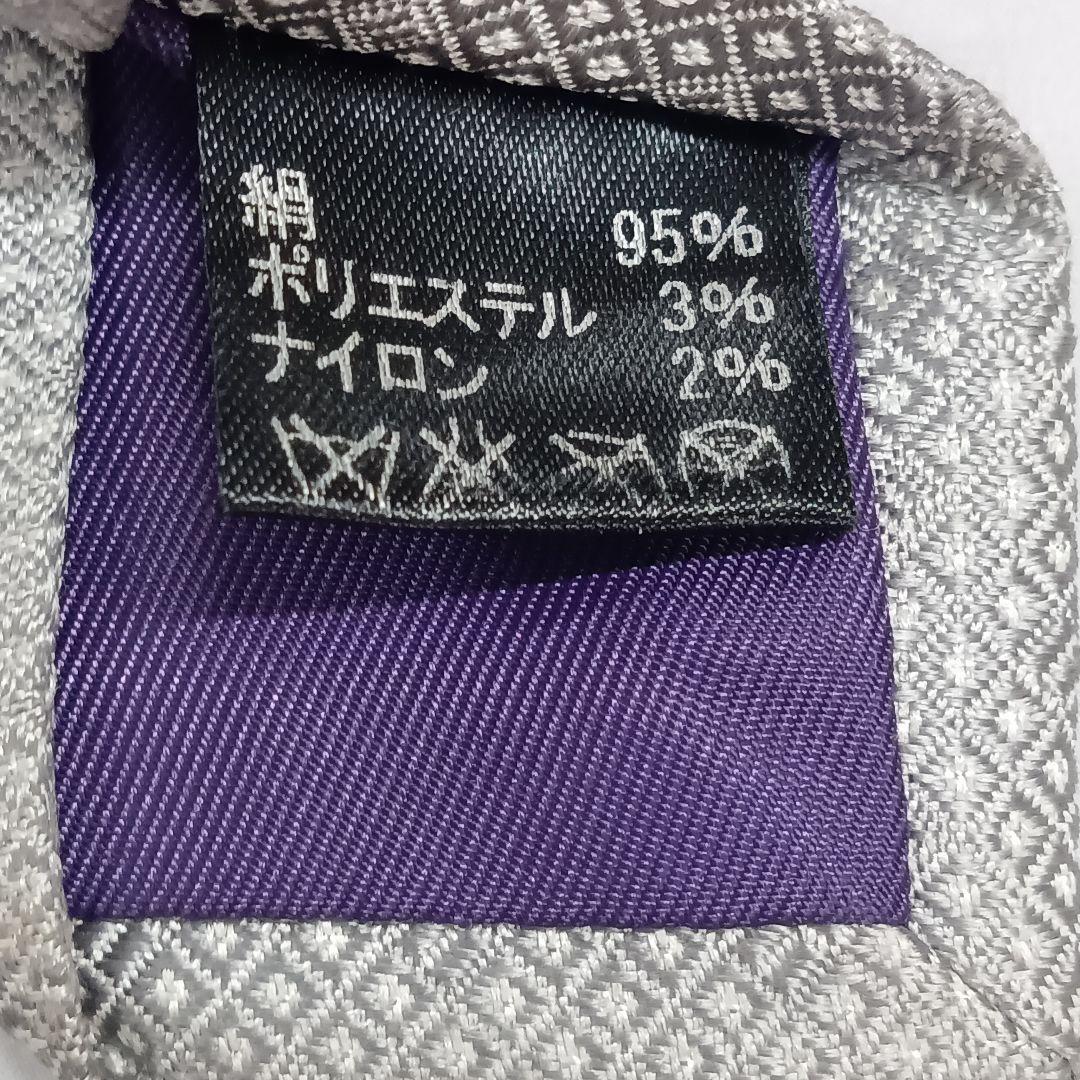 絹 95%
ポリエステル 3%
ナイロン 2%